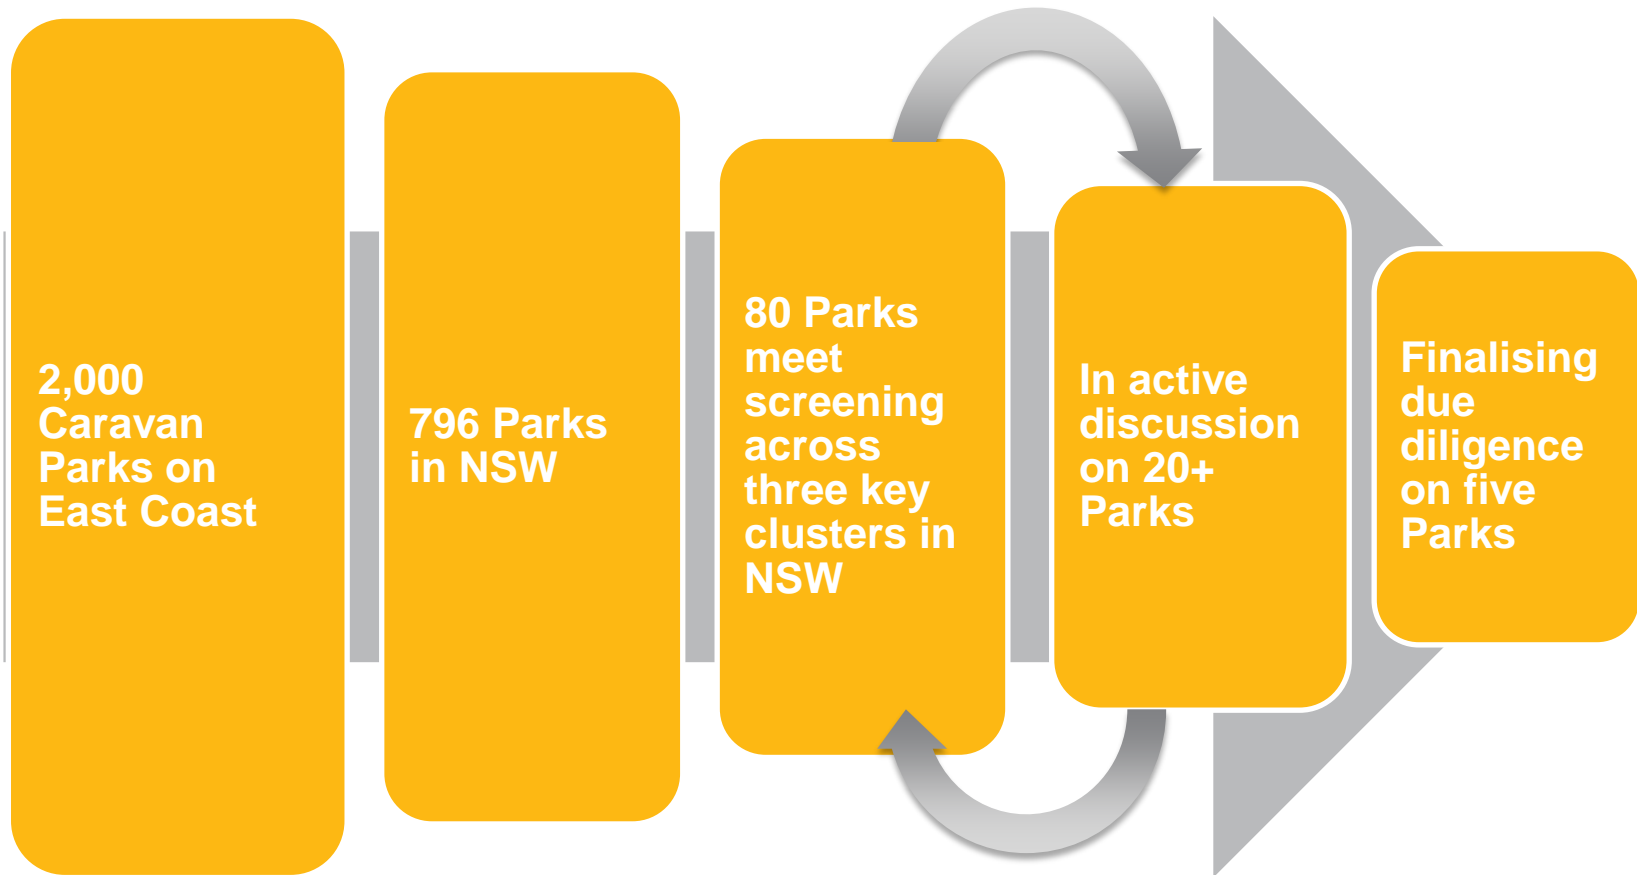 2,000
Caravan
Parks on
East Coast
796 Parks
in NSW
80 Parks
meet
screening
across
three key
clusters in
NSW
In active
discussion
on 20+
Parks
Finalising
due
diligence
on five
Parks